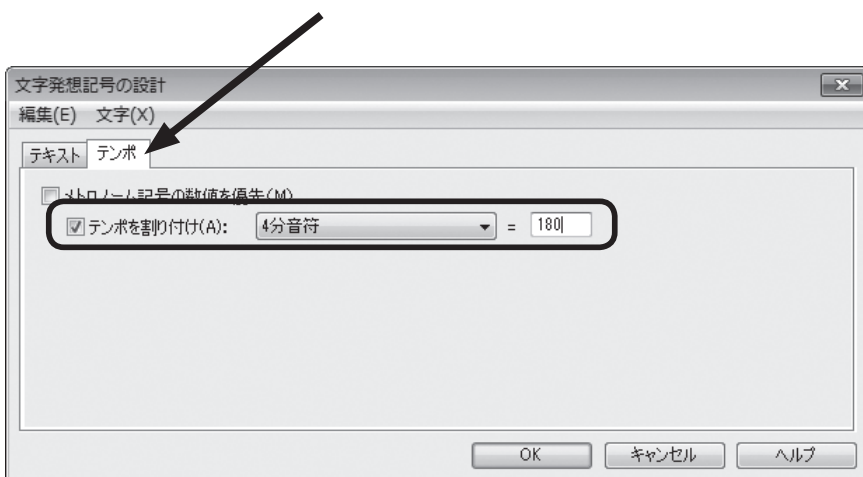 文字発想記号の設計
編集(E) 文字(X)
テキスト テンポ
メトロノーム記号の数値を優先(M)
テンポを割り付け(A): 4分音符 = 180
OK キャンセル ヘルプ